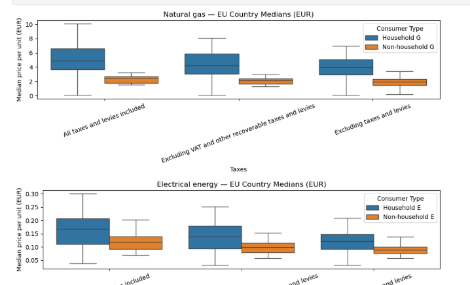 Natural gas — EU Country Medians (EUR)
Median price per unit (EUR)
10
8
6
4
2
0
Consumer Type
Household G
Non-household G
All taxes and levies included
Excluding VAT and other recoverable taxes and levies
Excluding taxes and levies
Taxes
Electrical energy — EU Country Medians (EUR)
Median price per unit (EUR)
0.30
0.25
0.20
0.15
0.10
0.05
Consumer Type
Household E
Non-household E
included
and levies
and levies